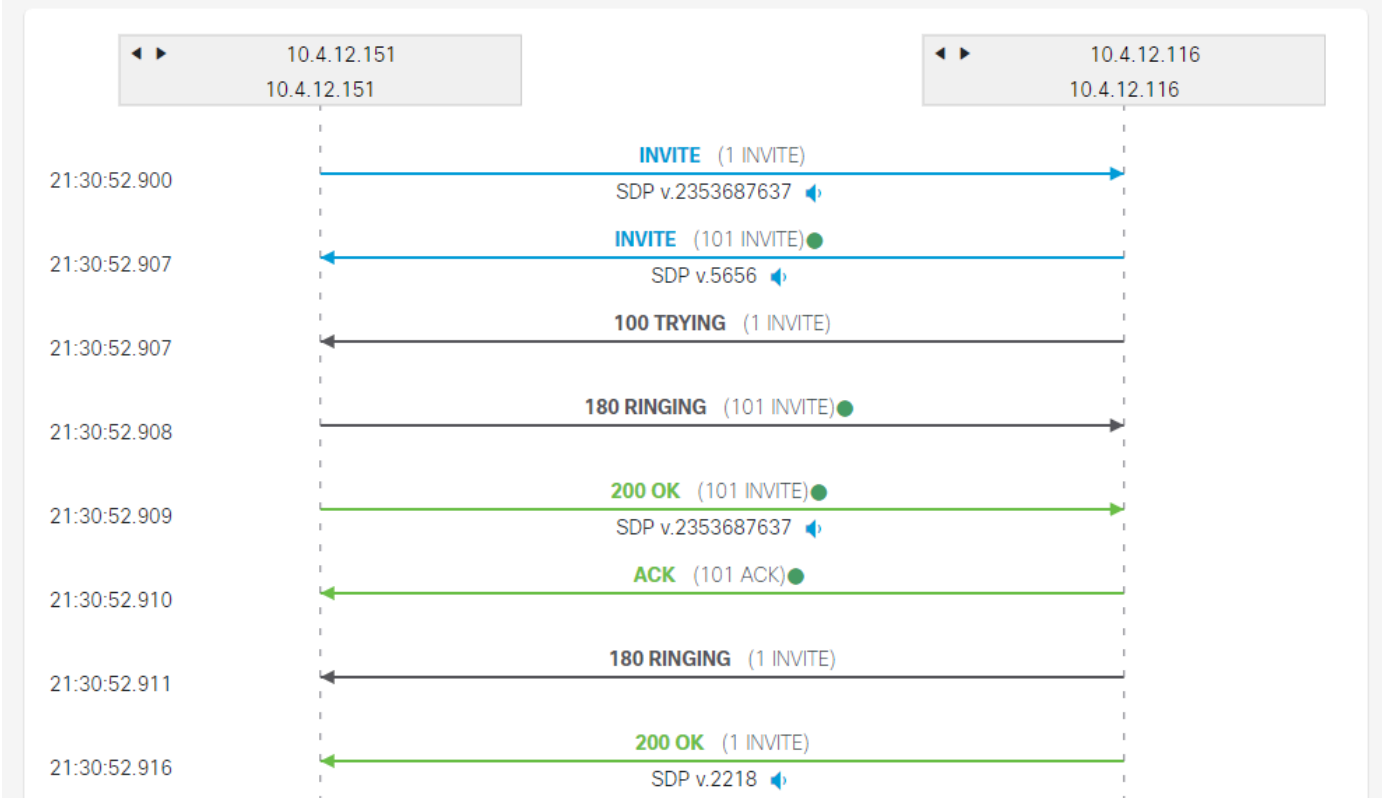 10.4.12.151
10.4.12.151
10.4.12.116
10.4.12.116
INVITE (1 INVITE)
21:30:52.900
SDP v.2353687637
INVITE (101 INVITE)
21:30:52.907
SDP v.5656
100 TRYING (1 INVITE)
21:30:52.907
180 RINGING (101 INVITE)
21:30:52.908
200 OK (101 INVITE)
21:30:52.909
SDP v.2353687637
ACK (101 ACK)
21:30:52.910
180 RINGING (1 INVITE)
21:30:52.911
200 OK (1 INVITE)
21:30:52.916
SDP v.2218